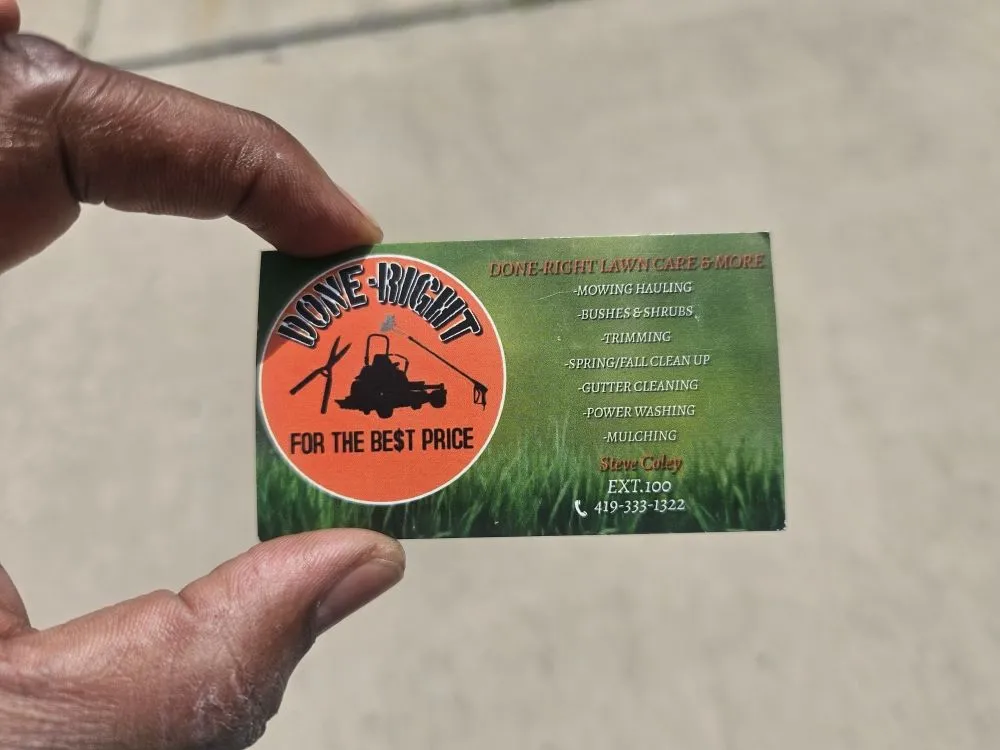 DONE-RIGHT
FOR THE BE$T PRICE
DONE-RIGHT LAWN CARE & MORE
-MOWING HAULING
-BUSHES & SHRUBS
-TRIMMING
-SPRING/FALL CLEAN UP
-GUTTER CLEANING
-POWER WASHING
-MULCHING
Steve Coley
EXT.100
419-333-1322